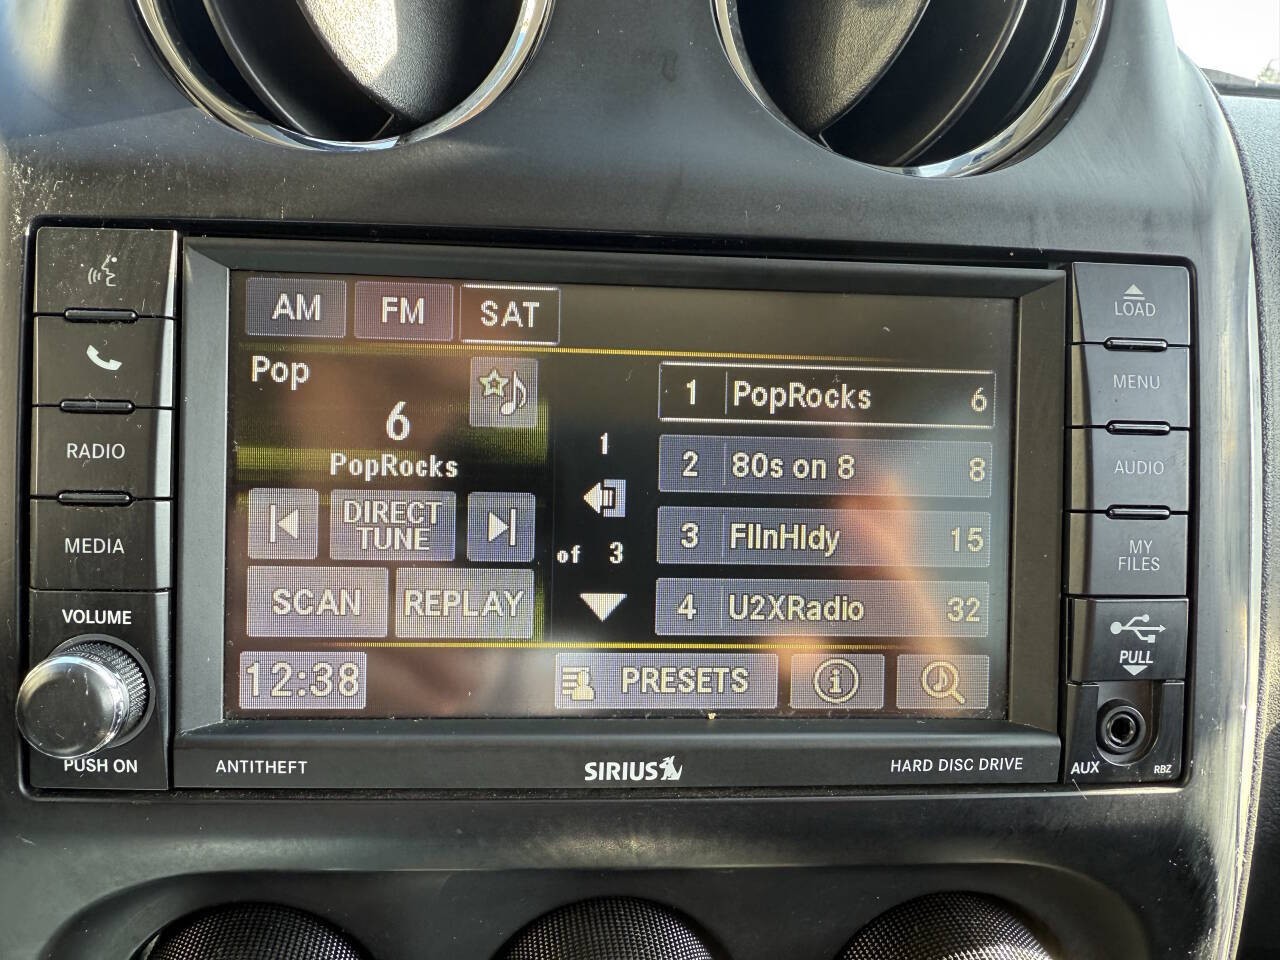 AM FM SAT
Pop
6
PopRocks
DIRECT
TUNE
SCAN REPLAY
12:38
1
of 3
1 PopRocks 6
2 80s on 8 8
3 FllnHldy 15
4 U2XRadio 32
PRESETS
i
RADIO
MEDIA
VOLUME
PUSH ON
LOAD
MENU
AUDIO
MY
FILES
PULL
AUX
RBZ
ANTITHEFT
SIRIUS
HARD DISC DRIVE